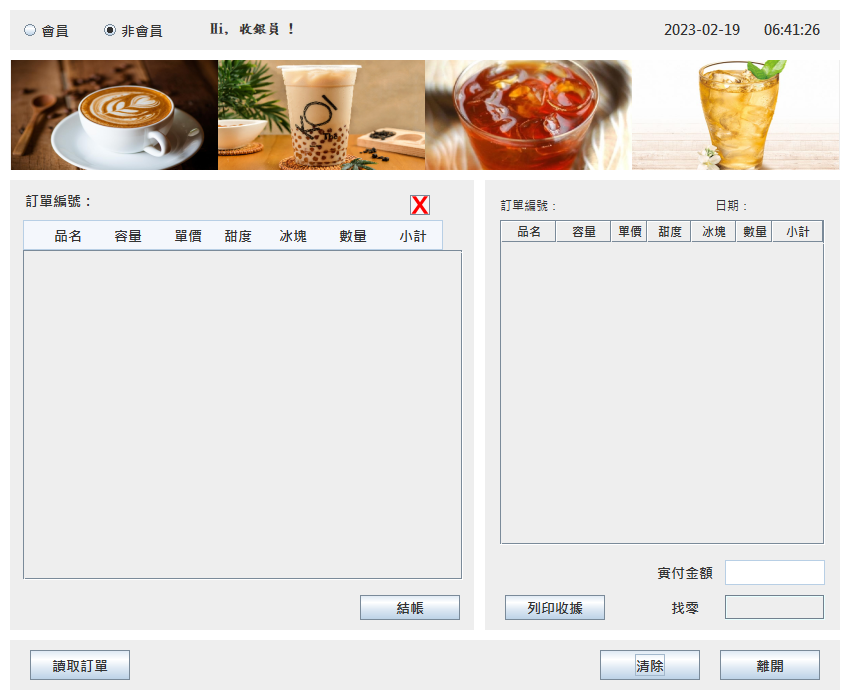 會員 非會員 Hi, 收銀員！ 2023-02-19 06:41:26
KOI
訂單編號：
X
品名 容量 單價 甜度 冰塊 數量 小計
訂單編號： 日期：
品名 容量 單價 甜度 冰塊 數量 小計
實付金額
結帳 列印收據 找零
讀取訂單 清除 離開